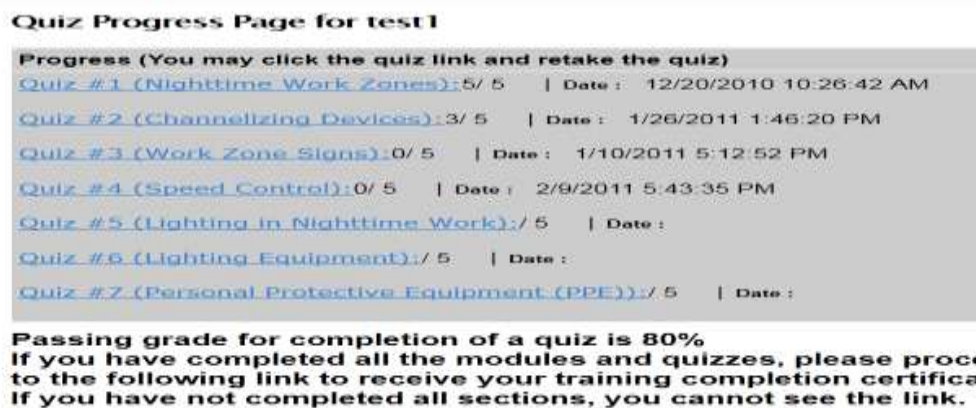 Quiz Progress Page for test1
Progress (You may click the quiz link and retake the quiz)
Quiz #1 (Nighttime Work Zones):5/ 5 | Date : 12/20/2010 10:26:42 AM
Quiz #2 (Channelizing Devices):3/ 5 | Date : 1/26/2011 1:46:20 PM
Quiz #3 (Work Zone Signs):0/ 5 | Date : 1/10/2011 5:12:52 PM
Quiz #4 (Speed Control):0/ 5 | Date : 2/9/2011 5:43:35 PM
Quiz #5 (Lighting in Nighttime Work):/ 5 | Date :
Quiz #6 (Lighting Equipment):/ 5 | Date :
Quiz #7 (Personal Protective Equipment (PPE)):/ 5 | Date :
Passing grade for completion of a quiz is 80%
If you have completed all the modules and quizzes, please proce
to the following link to receive your training completion certifica
If you have not completed all sections, you cannot see the link.